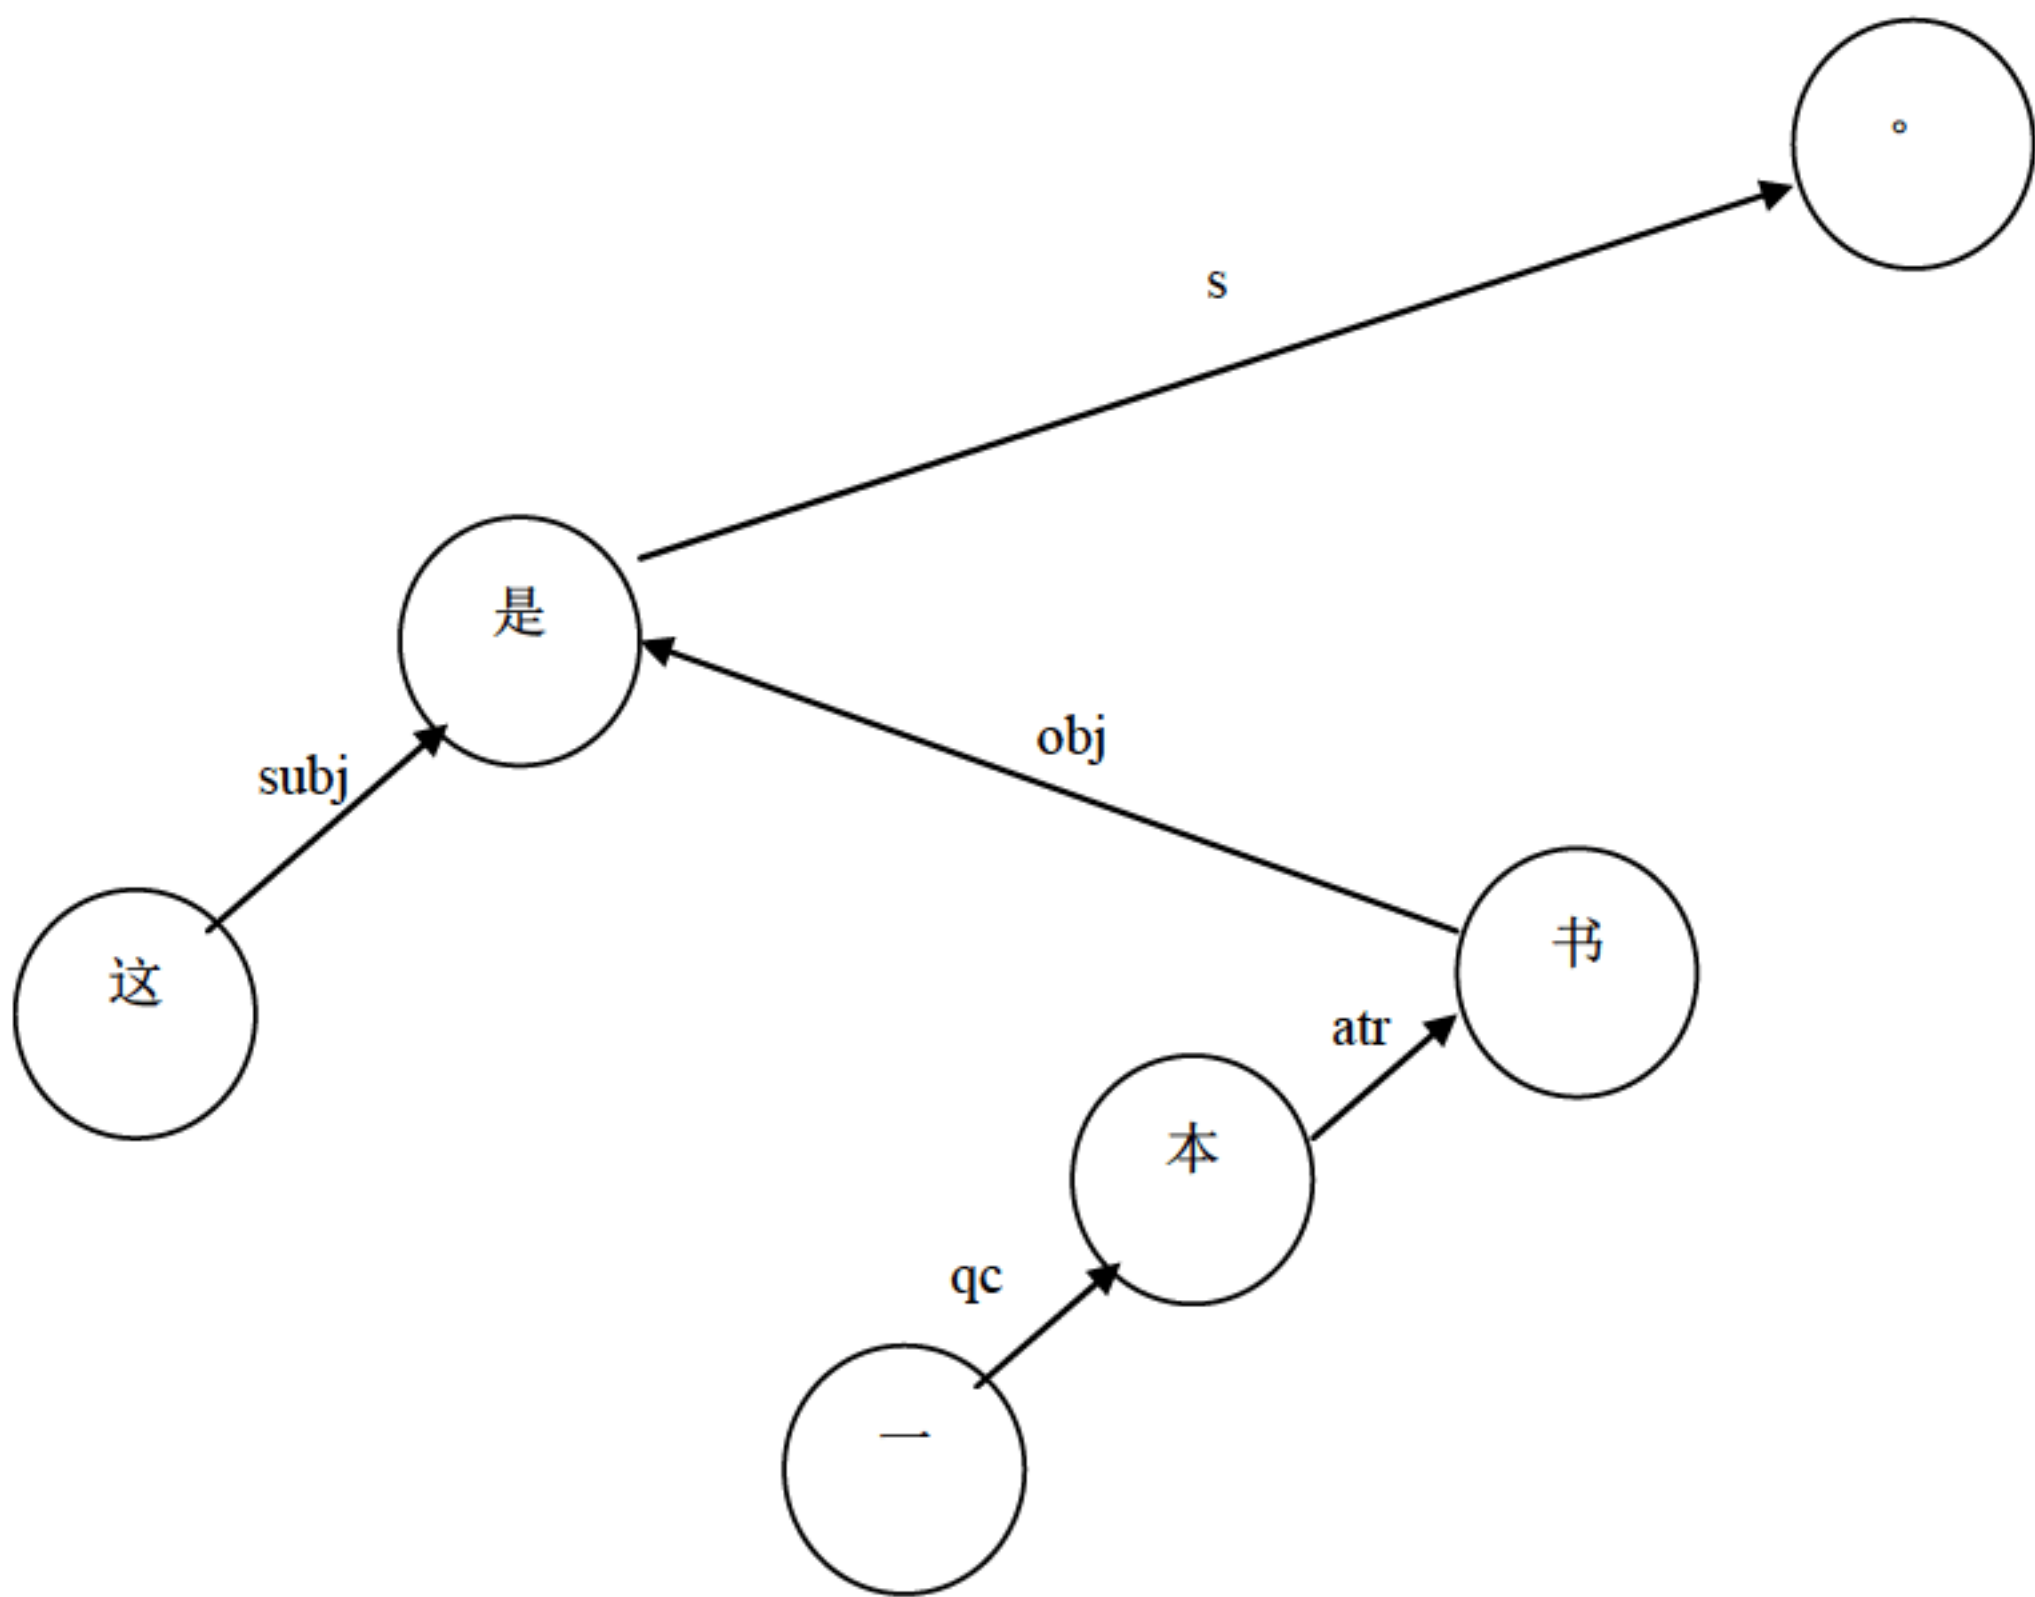 。
s
是
obj
subj
书
这
atr
本
qc
一